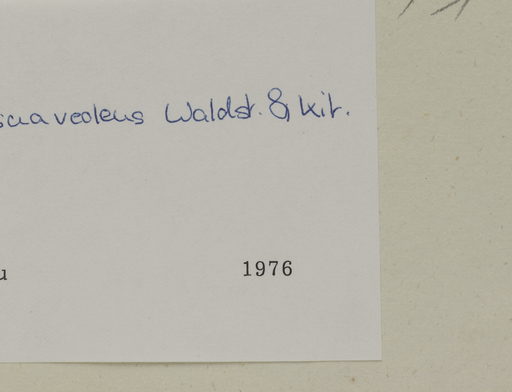 suaveolens Waldst. & Kit.
u 1976